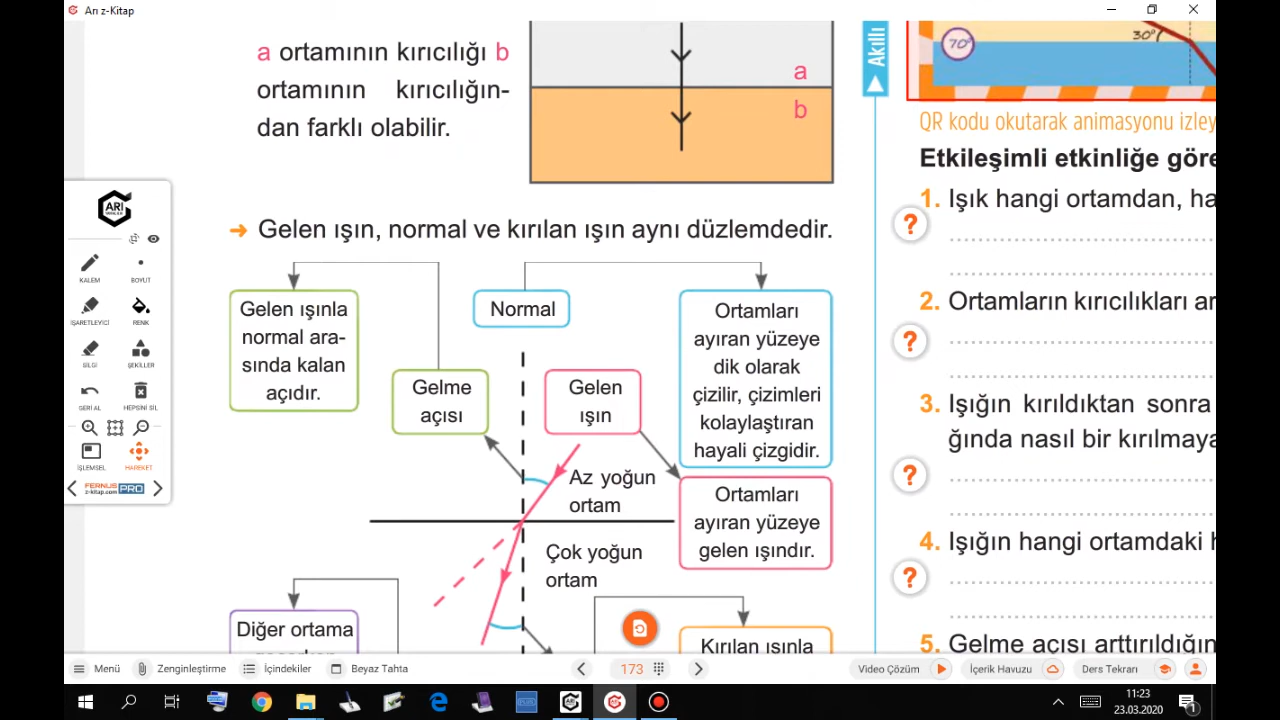 Arı z-Kitap
a ortamının kırıcılığı b
ortamının kırıcılığın-
dan farklı olabilir.
a
b
➔ Gelen ışın, normal ve kırılan ışın aynı düzlemdedir.
Gelen ışınla
normal ara-
sında kalan
açıdır.
Normal
Ortamları
ayıran yüzeye
dik olarak
çizilir, çizimleri
kolaylaştıran
hayali çizgidir.
Gelme
açısı
Gelen
ışın
Az yoğun
ortam
Ortamları
ayıran yüzeye
gelen ışındır.
Çok yoğun
ortam
Diğer ortama
Kırılan ışınla
Akıllı
70°
30°
QR kodu okutarak animasyonu izley
Etkileşimli etkinliğe göre
1. Işık hangi ortamdan, ha
?
2. Ortamların kırıcılıkları ar
?
3. Işığın kırıldıktan sonra
ğında nasıl bir kırılmaya
?
4. Işığın hangi ortamdaki h
?
5. Gelme açısı arttırıldığın
ARI
KALEM
BOYUT
İŞARETLEYİCİ
RENK
SİLGİ
ŞEKİLLER
GERİ AL
HEPSİNİ SİL
İŞLEMSEL
HAREKET
FERNUS
z-kitap.com PRO
Menü
Zenginleştirme
İçindekiler
Beyaz Tahta
173
Video Çözüm
İçerik Havuzu
Ders Tekrarı
11:23
23.03.2020
1